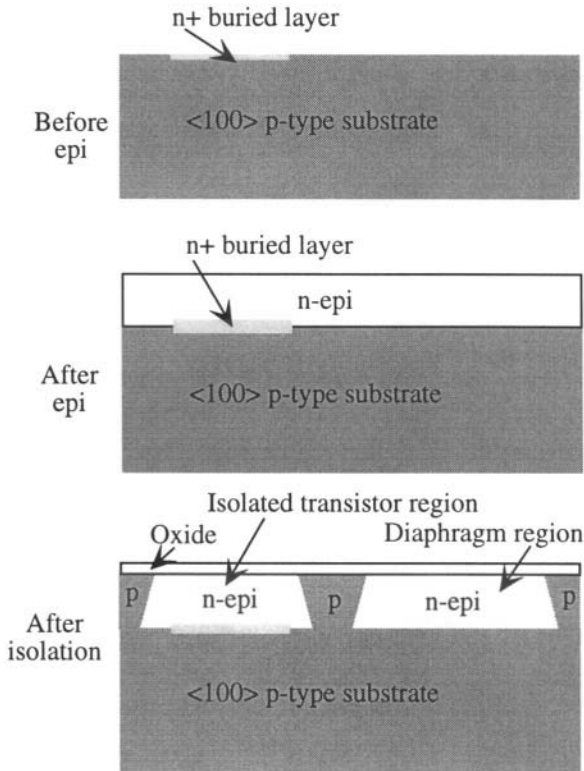 n+ buried layer
<100> p-type substrate
Before
epi
n+ buried layer
n-epi
<100> p-type substrate
After
epi
Isolated transistor region
Oxide
Diaphragm region
p
n-epi
p
n-epi
p
After
isolation
<100> p-type substrate